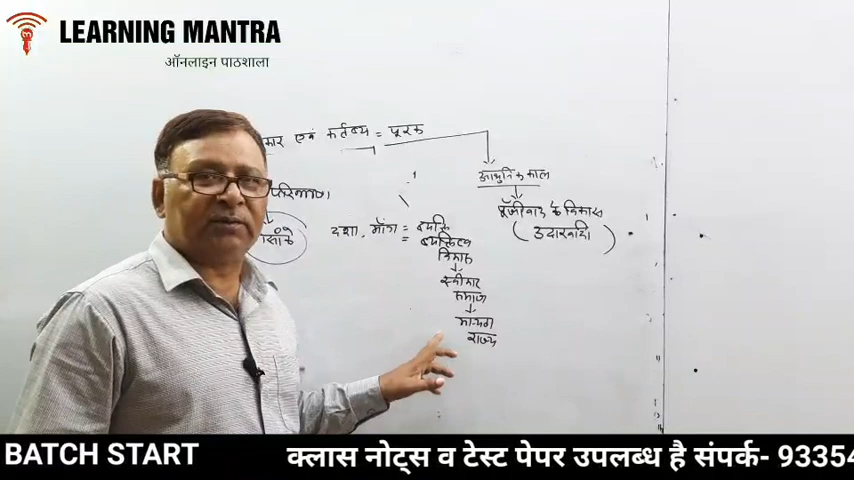 LEARNING MANTRA
ऑनलाइन पाठशाला
कार एवं कर्तव्य = पूरक
आधुनिक काल
परिभाषा
पूँजीवाद के विकास
(उदारवादी)
दशा, माँग = व्यक्ति
= व्यक्तित्व
विकास
स्वीकार
समाज
मान्यता
राज्य
BATCH START
क्लास नोट्स व टेस्ट पेपर उपलब्ध है संपर्क- 93354